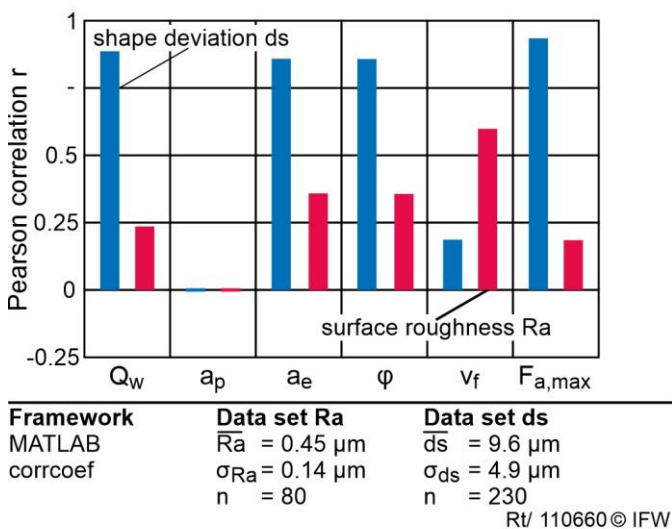 1
shape deviation ds
Pearson correlation r
-
0.5
0.25
0
surface roughness Ra
-0.25
Qw ap ae φ vf Fa,max
Framework Data set Ra Data set ds
MATLAB Ra = 0.45 μm ds = 9.6 μm
corrcoef σRa = 0.14 μm σds = 4.9 μm
n = 80 n = 230
Rt/ 110660 © IFW